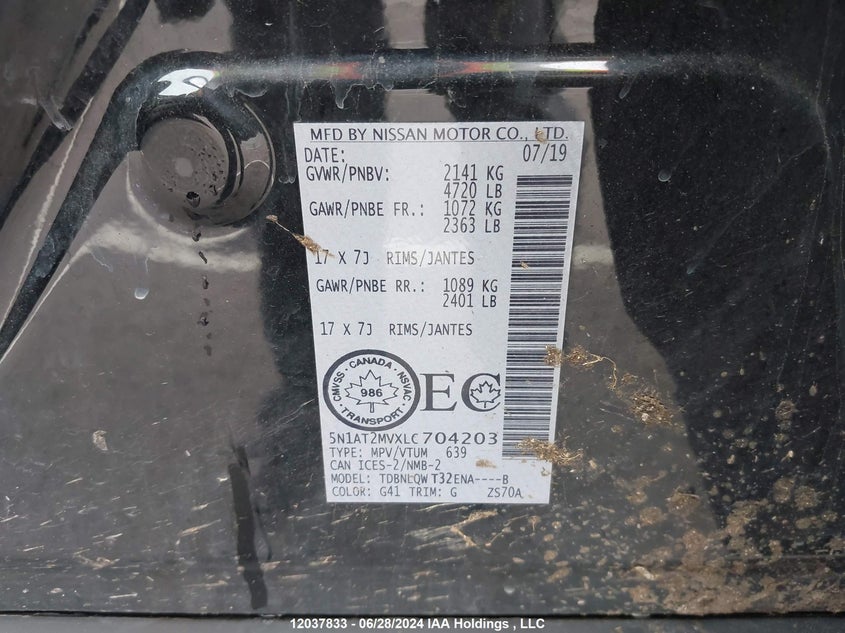 MFD BY NISSAN MOTOR CO., LTD.
DATE: 07/19
GVWR/PNBV: 2141 KG
4720 LB
GAWR/PNBE FR.: 1072 KG
2363 LB
17 X 7J RIMS/JANTES
GAWR/PNBE RR.: 1089 KG
2401 LB
17 X 7J RIMS/JANTES
CANADA
CMVSS 986 NSVAC
TRANSPORT
EC
5N1AT2MVXLC704203
TYPE: MPV/VTUM 639
CAN ICES-2/NMB-2
MODEL: TDBNLQW T32ENA----B
COLOR: G41 TRIM: G ZS70A
12037833 - 06/28/2024 IAA Holdings , LLC